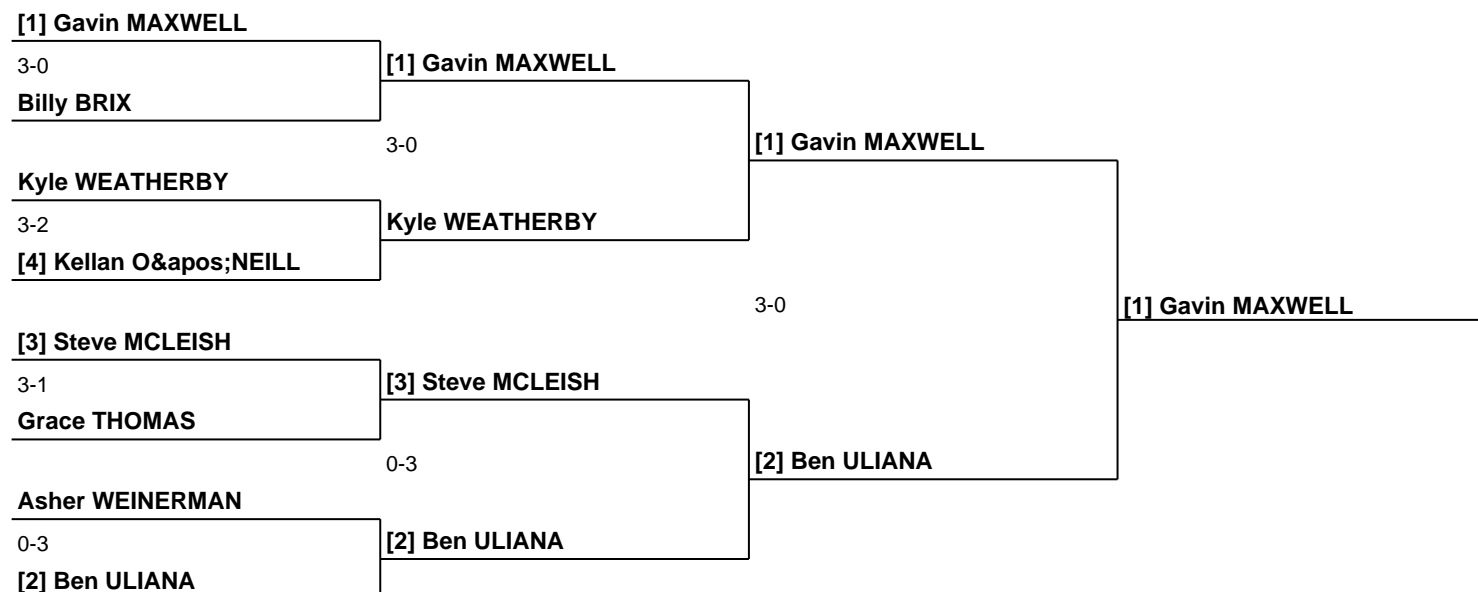 [1] Gavin MAXWELL
3-0
[1] Gavin MAXWELL
Billy BRIX
3-0
[1] Gavin MAXWELL
Kyle WEATHERBY
3-2
Kyle WEATHERBY
[4] Kellan O&apos;NEILL
3-0
[1] Gavin MAXWELL
[3] Steve MCLEISH
3-1
[3] Steve MCLEISH
Grace THOMAS
0-3
[2] Ben ULIANA
Asher WEINERMAN
0-3
[2] Ben ULIANA
[2] Ben ULIANA